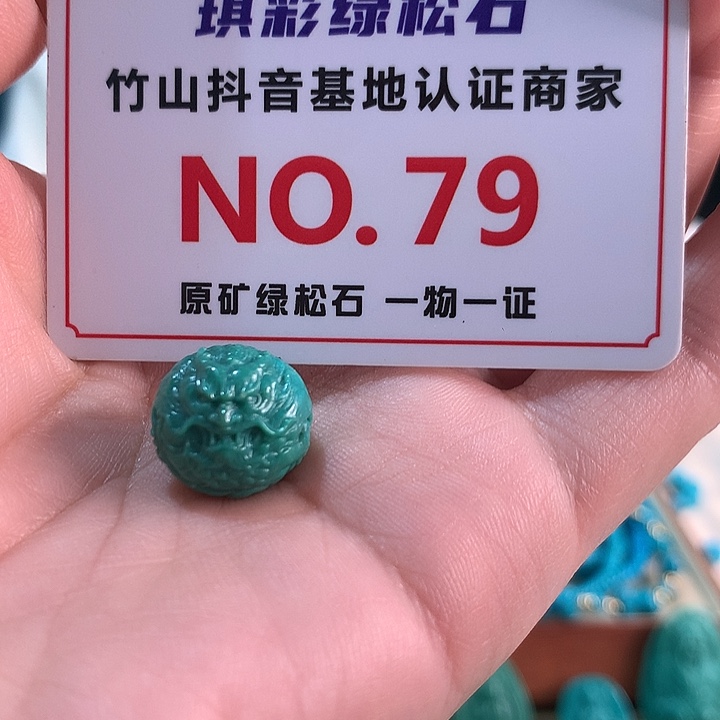 琪彩绿松石
竹山抖音基地认证商家
NO.79
原矿绿松石 一物一证